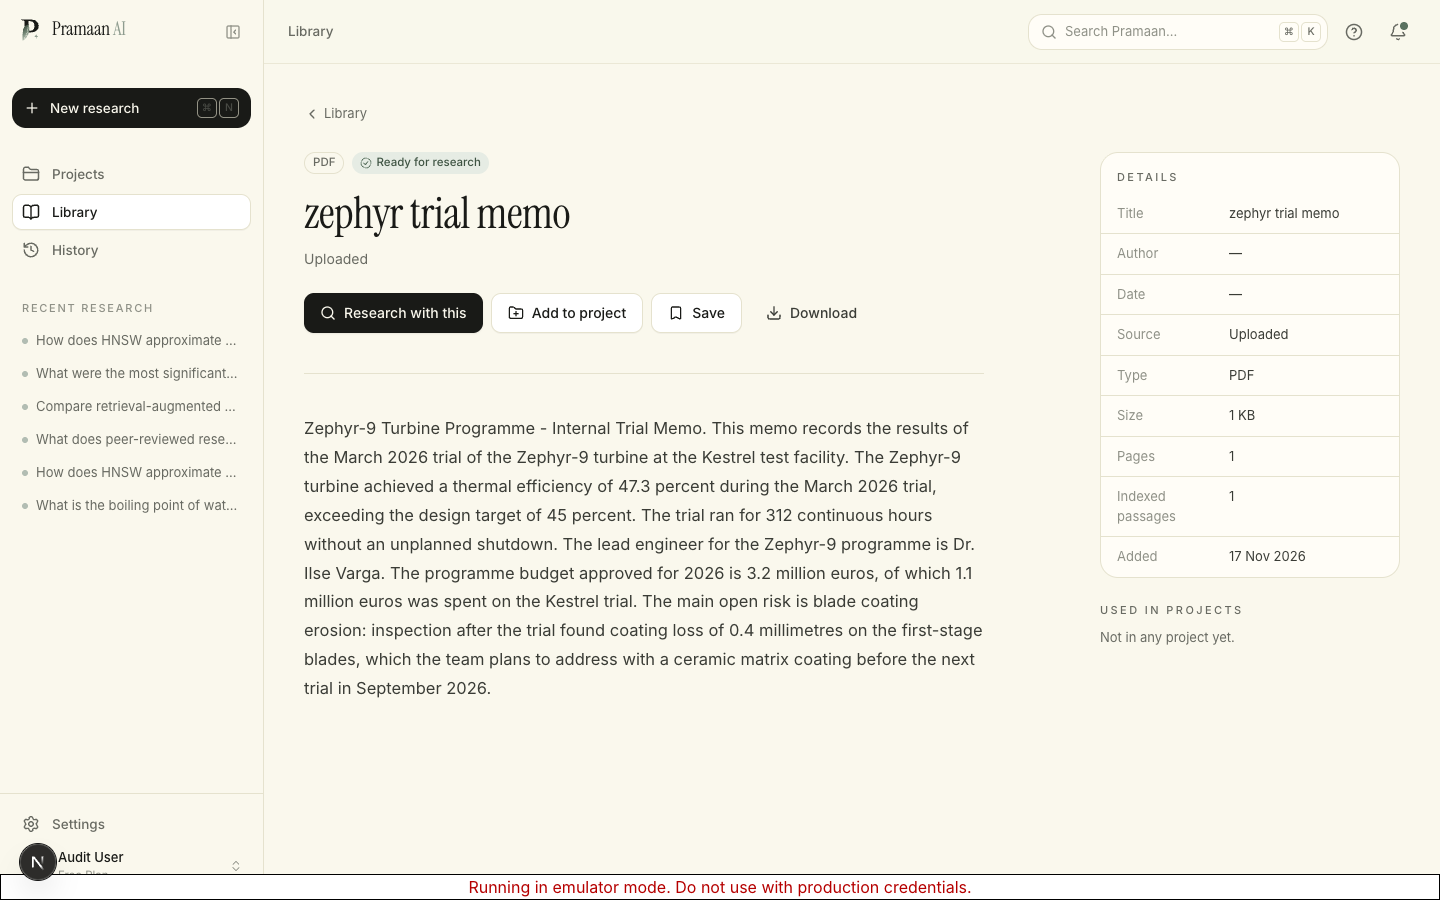 Pramaan AI
Library
Search Pramaan...
⌘ K
New research
⌘ N
Projects
Library
History
RECENT RESEARCH
How does HNSW approximate ...
What were the most significant...
Compare retrieval-augmented ...
What does peer-reviewed rese...
How does HNSW approximate ...
What is the boiling point of wat...
Settings
N
Audit User
Free Plan
Library
PDF
Ready for research
zephyr trial memo
Uploaded
Research with this
Add to project
Save
Download
Zephyr-9 Turbine Programme - Internal Trial Memo. This memo records the results of
the March 2026 trial of the Zephyr-9 turbine at the Kestrel test facility. The Zephyr-9
turbine achieved a thermal efficiency of 47.3 percent during the March 2026 trial,
exceeding the design target of 45 percent. The trial ran for 312 continuous hours
without an unplanned shutdown. The lead engineer for the Zephyr-9 programme is Dr.
Ilse Varga. The programme budget approved for 2026 is 3.2 million euros, of which 1.1
million euros was spent on the Kestrel trial. The main open risk is blade coating
erosion: inspection after the trial found coating loss of 0.4 millimetres on the first-stage
blades, which the team plans to address with a ceramic matrix coating before the next
trial in September 2026.
DETAILS
Title zephyr trial memo
Author —
Date —
Source Uploaded
Type PDF
Size 1 KB
Pages 1
Indexed 1
passages
Added 17 Nov 2026
USED IN PROJECTS
Not in any project yet.
Running in emulator mode. Do not use with production credentials.